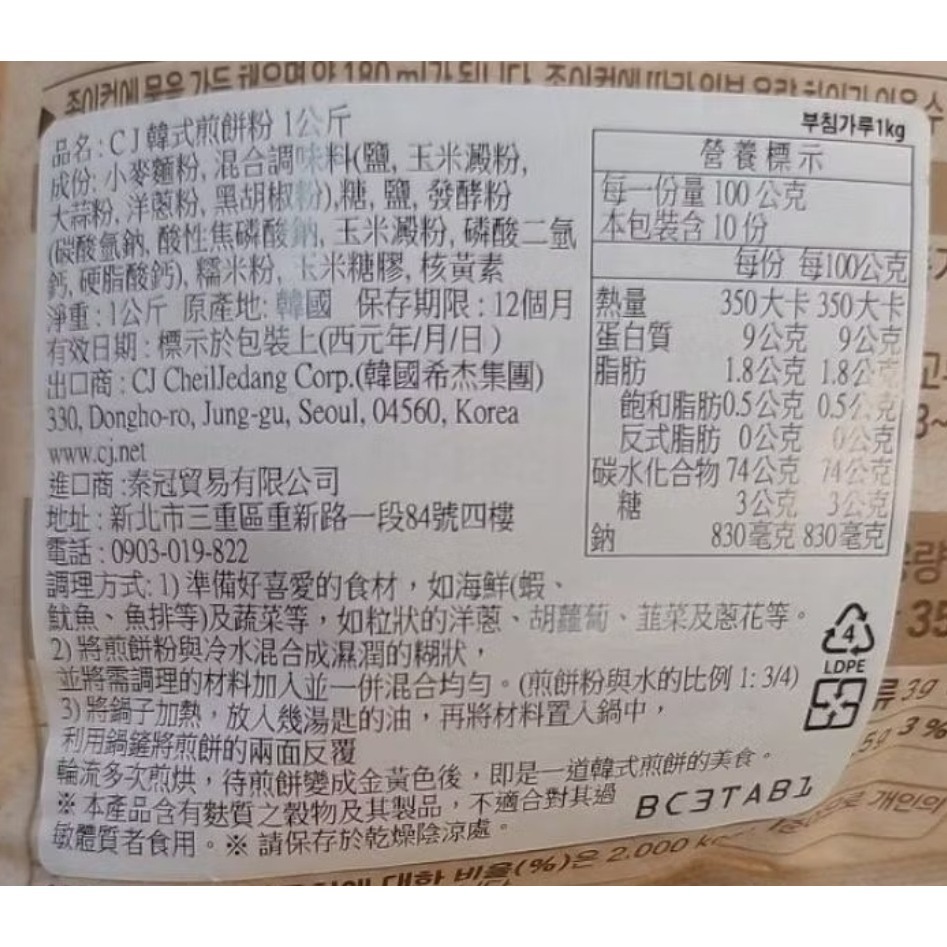 부침가루1kg
品名:CJ韓式煎餅粉 1公斤
成份: 小麥麵粉, 混合調味料(鹽, 玉米澱粉,
大蒜粉, 洋蔥粉, 黑胡椒粉), 糖, 鹽, 發酵粉
(碳酸氫鈉, 酸性焦磷酸鈉, 玉米澱粉, 磷酸二氫
鈣, 硬脂酸鈣), 糯米粉, 玉米糖膠, 核黃素
淨重:1公斤 原產地: 韓國 保存期限:12個月
有效日期:標示於包裝上(西元年/月/日)
出口商:CJ CheilJedang Corp.(韓國希杰集團)
330, Dongho-ro, Jung-gu, Seoul, 04560, Korea
www.cj.net
進口商:泰冠貿易有限公司
地址:新北市三重區重新路一段84號四樓
電話:0903-019-822
營養標示
每一份量 100 公克
本包裝含 10 份
每份 每100公克
熱量 350大卡 350大卡
蛋白質 9公克 9公克
脂肪 1.8公克 1.8公克
飽和脂肪0.5公克 0.5公克
反式脂肪 0公克 0公克
碳水化合物 74公克 74公克
糖 3公克 3公克
鈉 830毫克 830毫克
調理方式: 1) 準備好喜愛的食材,如海鮮(蝦、
魷魚、魚排等)及蔬菜等,如粒狀的洋蔥、胡蘿蔔、韮菜及蔥花等。
2) 將煎餅粉與冷水混合成濕潤的糊狀,
並將需調理的材料加入並一併混合均勻。(煎餅粉與水的比例 1: 3/4)
3) 將鍋子加熱,放入幾湯匙的油,再將材料置入鍋中,
利用鍋鏟將煎餅的兩面反覆
輪流多次煎烘,待煎餅變成金黃色後,即是一道韓式煎餅的美食。
※ 本產品含有麩質之穀物及其製品,不適合對其過
敏體質者食用。※ 請保存於乾燥陰涼處。
4
LDPE
BC3TAB1
류 3g
3%
개인의
대한 비율(%)은 2,000